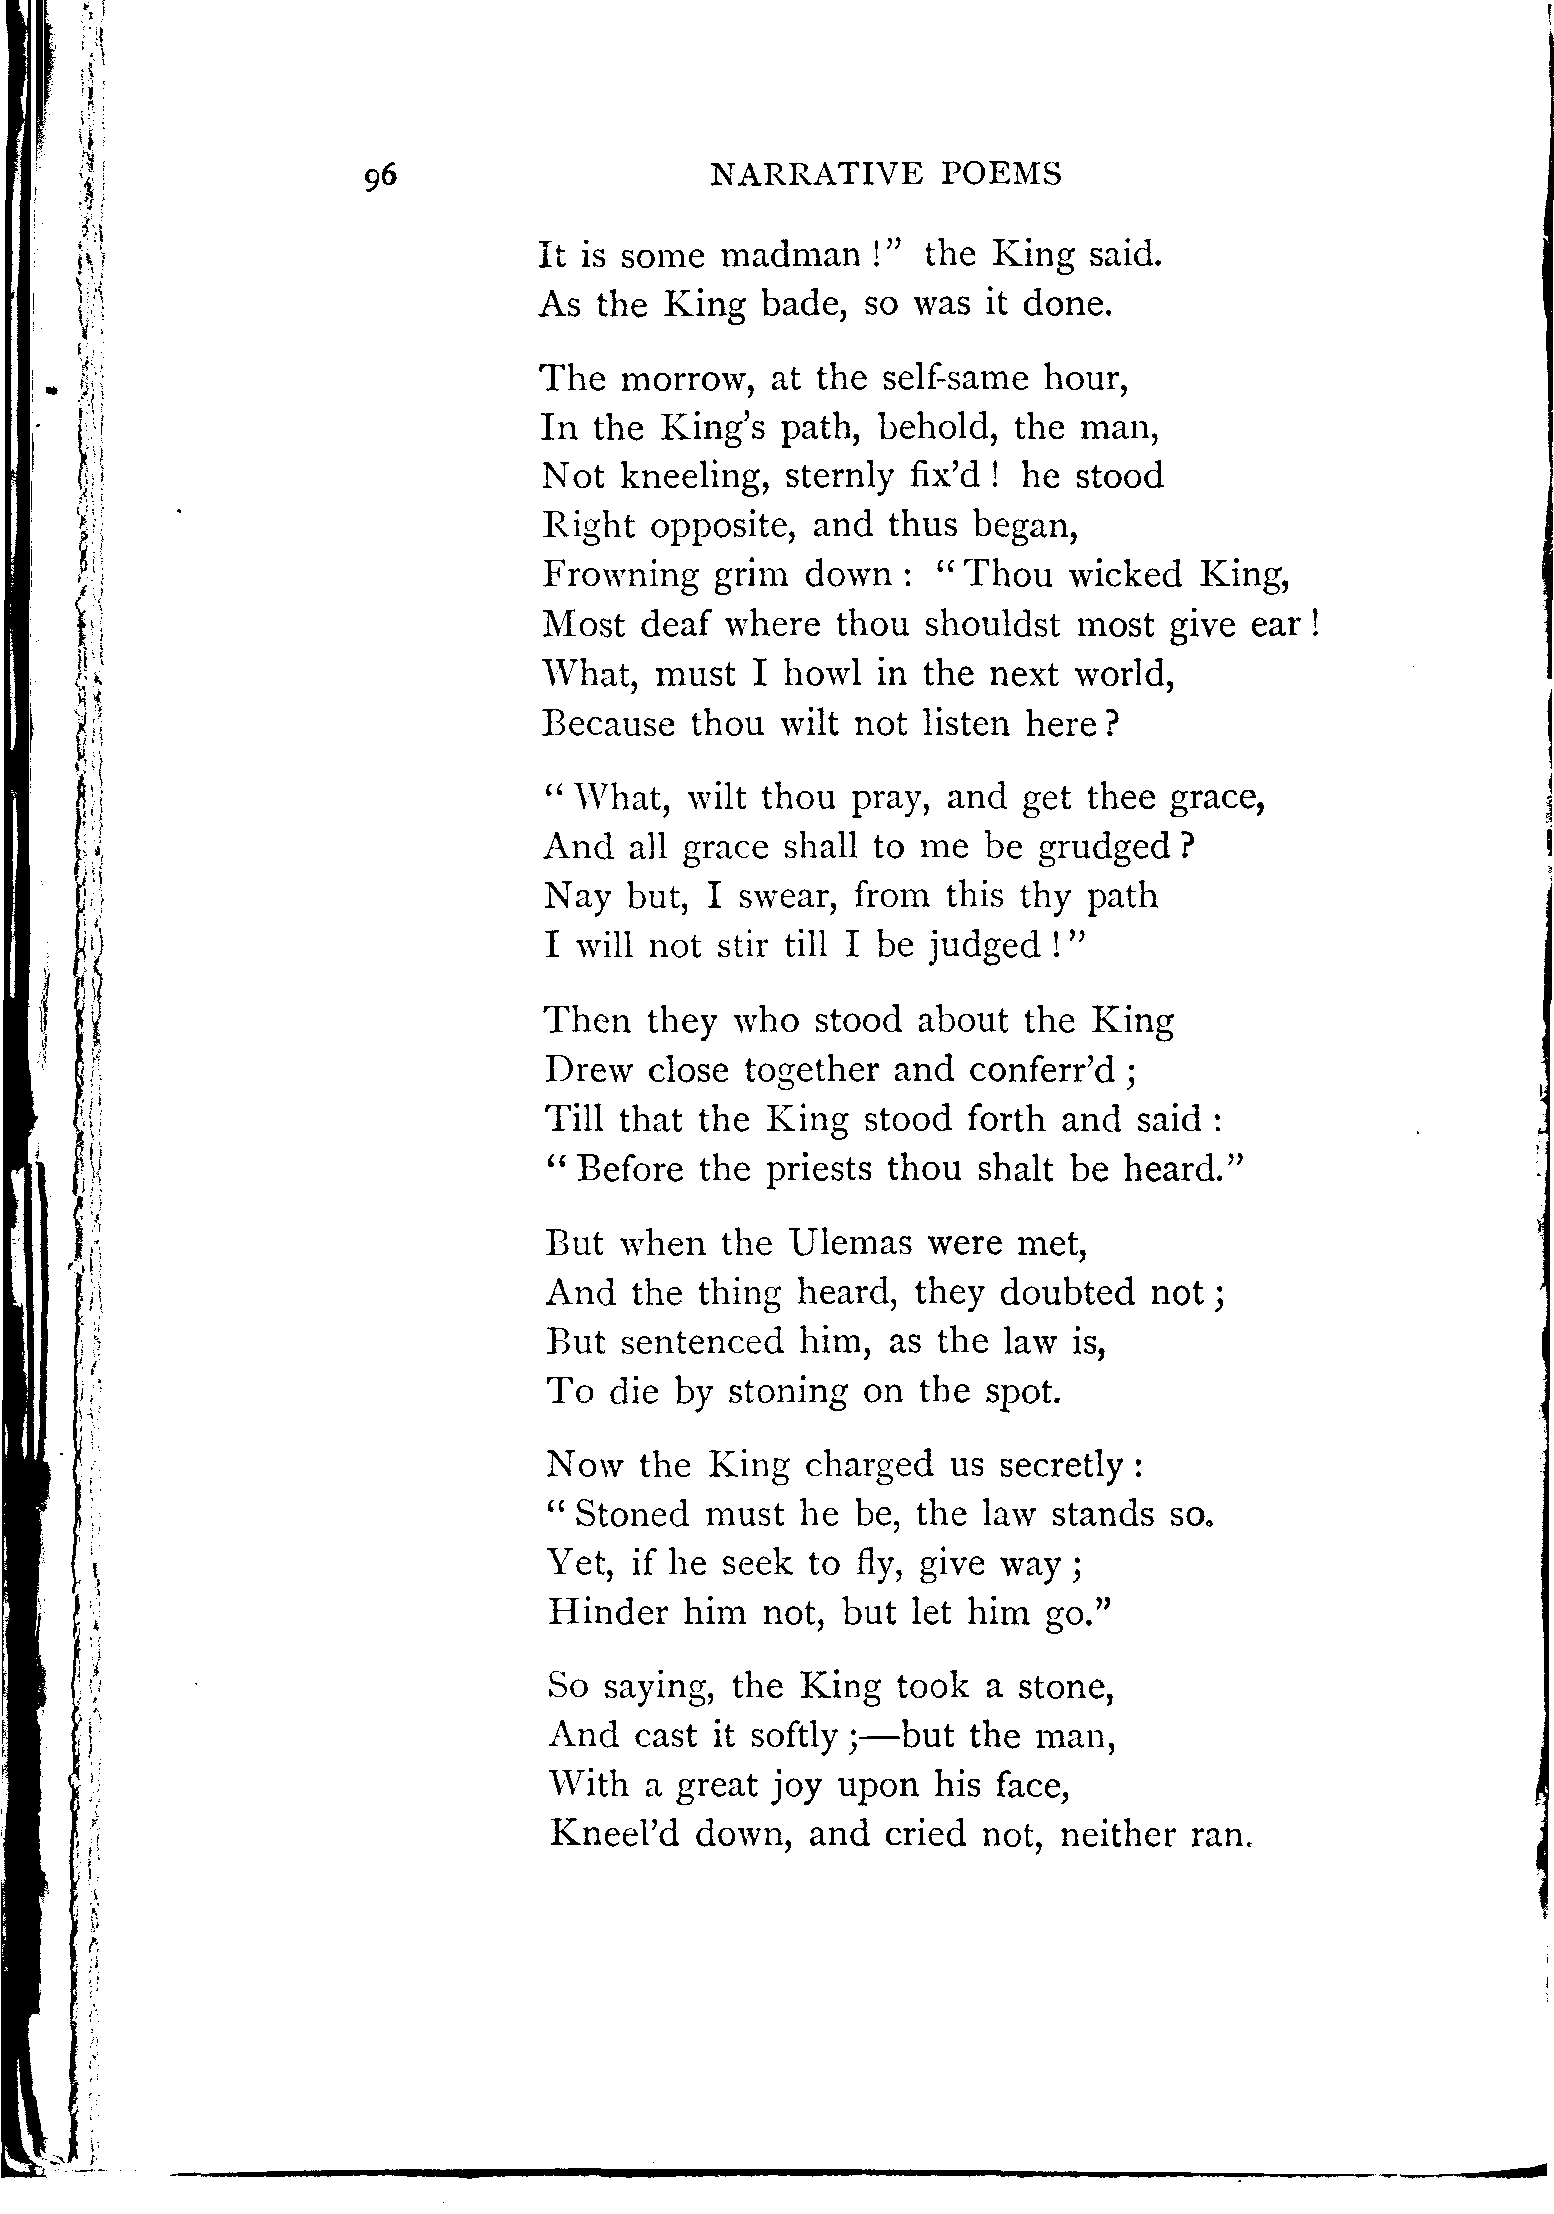 96 NARRATIVE POEMS
It is some madman!" the King said.
As the King bade, so was it done.
The morrow, at the self-same hour,
In the King's path, behold, the man,
Not kneeling, sternly fix'd! he stood
Right opposite, and thus began,
Frowning grim down: "Thou wicked King,
Most deaf where thou shouldst most give ear!
What, must I howl in the next world,
Because thou wilt not listen here?
"What, wilt thou pray, and get thee grace,
And all grace shall to me be grudged?
Nay but, I swear, from this thy path
I will not stir till I be judged!"
Then they who stood about the King
Drew close together and conferr'd;
Till that the King stood forth and said:
"Before the priests thou shalt be heard."
But when the Ulemas were met,
And the thing heard, they doubted not;
But sentenced him, as the law is,
To die by stoning on the spot.
Now the King charged us secretly:
"Stoned must he be, the law stands so.
Yet, if he seek to fly, give way;
Hinder him not, but let him go."
So saying, the King took a stone,
And cast it softly;—but the man,
With a great joy upon his face,
Kneel'd down, and cried not, neither ran.